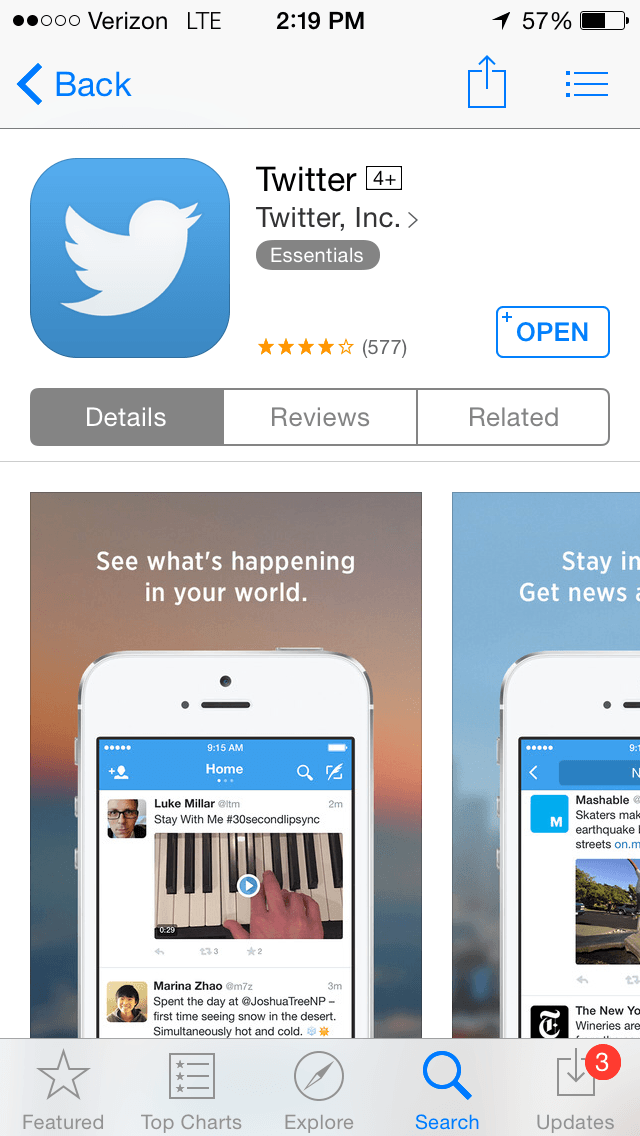 Verizon LTE 2:19 PM 57%
Back
Twitter 4+
Twitter, Inc.
Essentials
(577)
+ OPEN
Details Reviews Related
See what's happening
in your world.
9:15 AM
Home
Luke Millar @ltm 2m
Stay With Me #30secondlipsync
0:29
3 2
Marina Zhao @m7z 3m
Spent the day at @JoshuaTreeNP –
first time seeing snow in the desert.
Simultaneously hot and cold.
Stay in
Get news a
9:1
N
M
Mashable @
Skaters mak
earthquake
streets on.m
T
The New Yo
Wineries are
3
Featured Top Charts Explore Search Updates